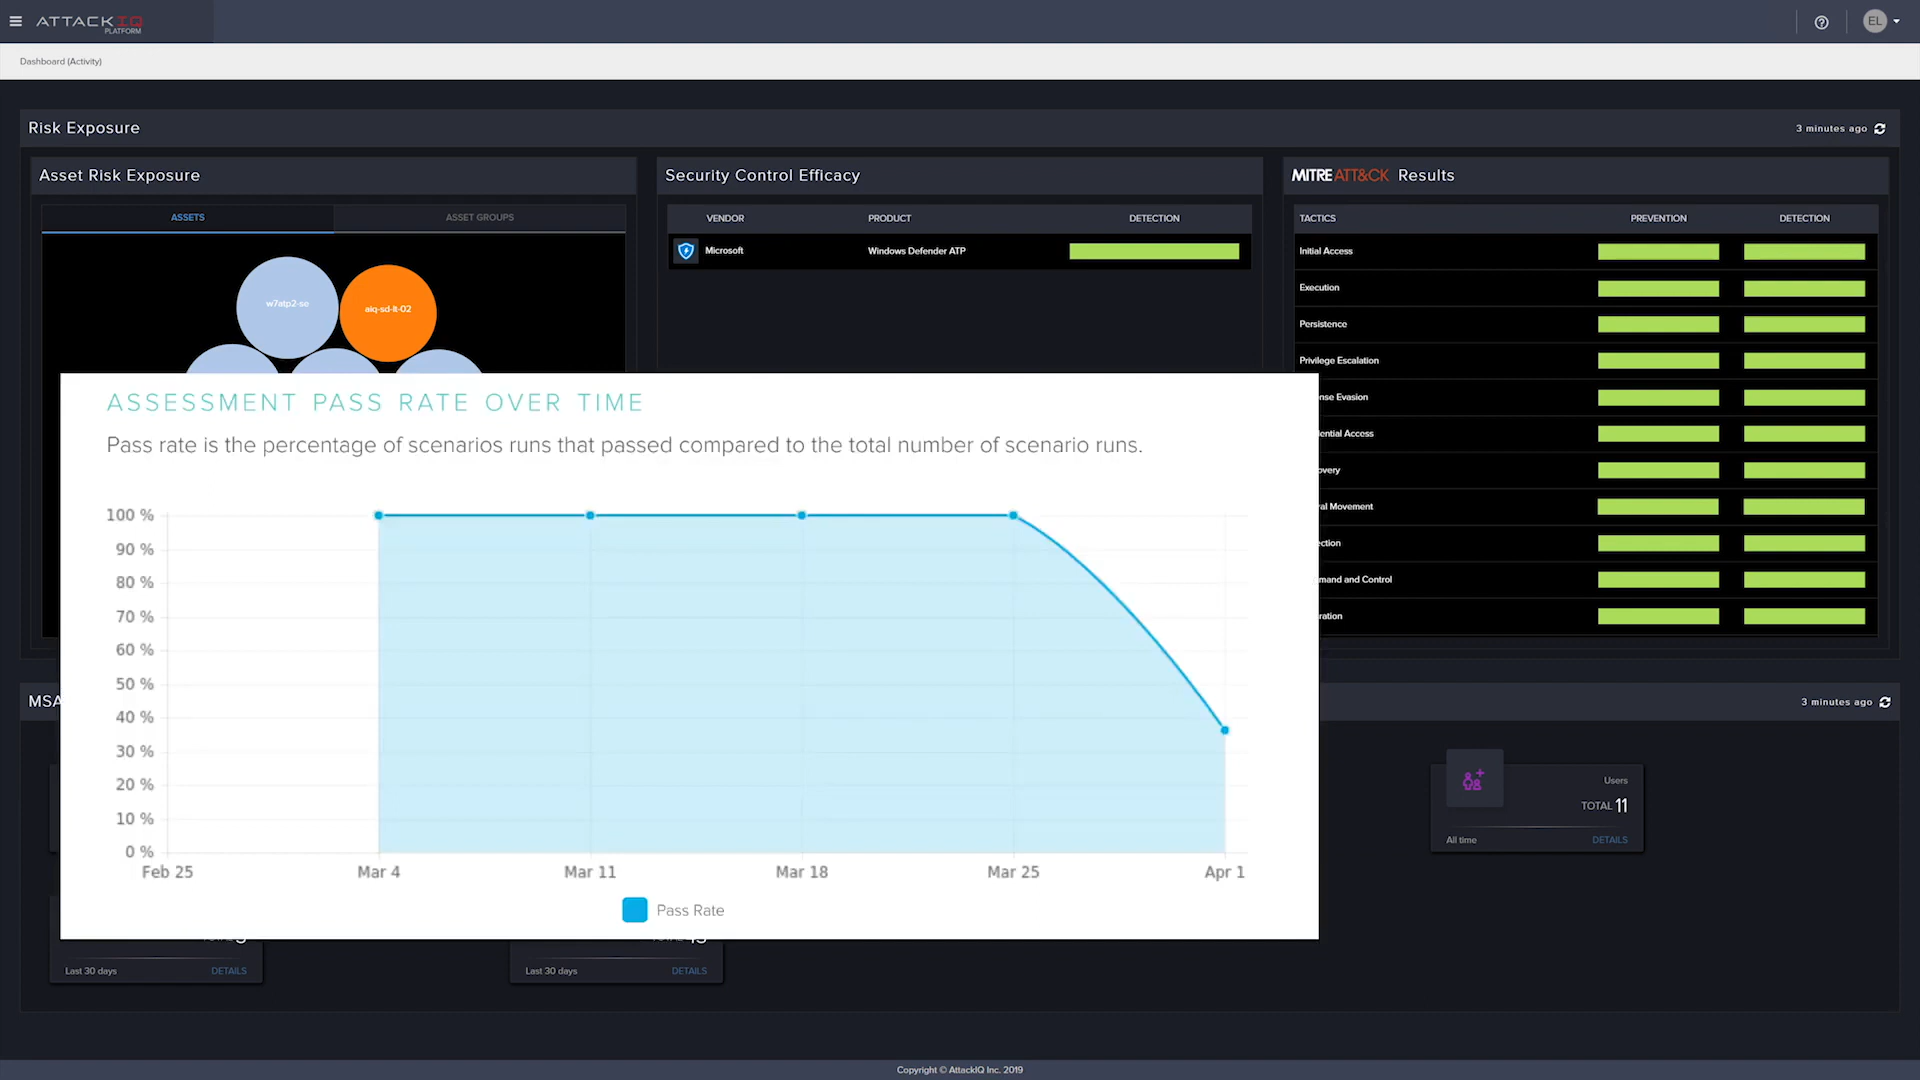 ATTACKIQ
PLATFORM
EL
Dashboard (Activity)
Risk Exposure
3 minutes ago
Asset Risk Exposure
ASSETS
ASSET GROUPS
w7atp2-se
aiq-sd-lt-02
Security Control Efficacy
VENDOR PRODUCT DETECTION
Microsoft Windows Defender ATP
MITRE ATT&CK Results
TACTICS PREVENTION DETECTION
Initial Access
Execution
Persistence
Privilege Escalation
nse Evasion
ential Access
overy
al Movement
ection
mand and Control
ration
ASSESSMENT PASS RATE OVER TIME
Pass rate is the percentage of scenarios runs that passed compared to the total number of scenario runs.
100 %
90 %
80 %
70 %
60 %
50 %
40 %
30 %
20 %
10 %
0 %
Feb 25 Mar 4 Mar 11 Mar 18 Mar 25 Apr 1
Pass Rate
MSA
3 minutes ago
Users
TOTAL 11
All time DETAILS
Last 30 days DETAILS
Last 30 days DETAILS
Copyright © AttackIQ Inc. 2019